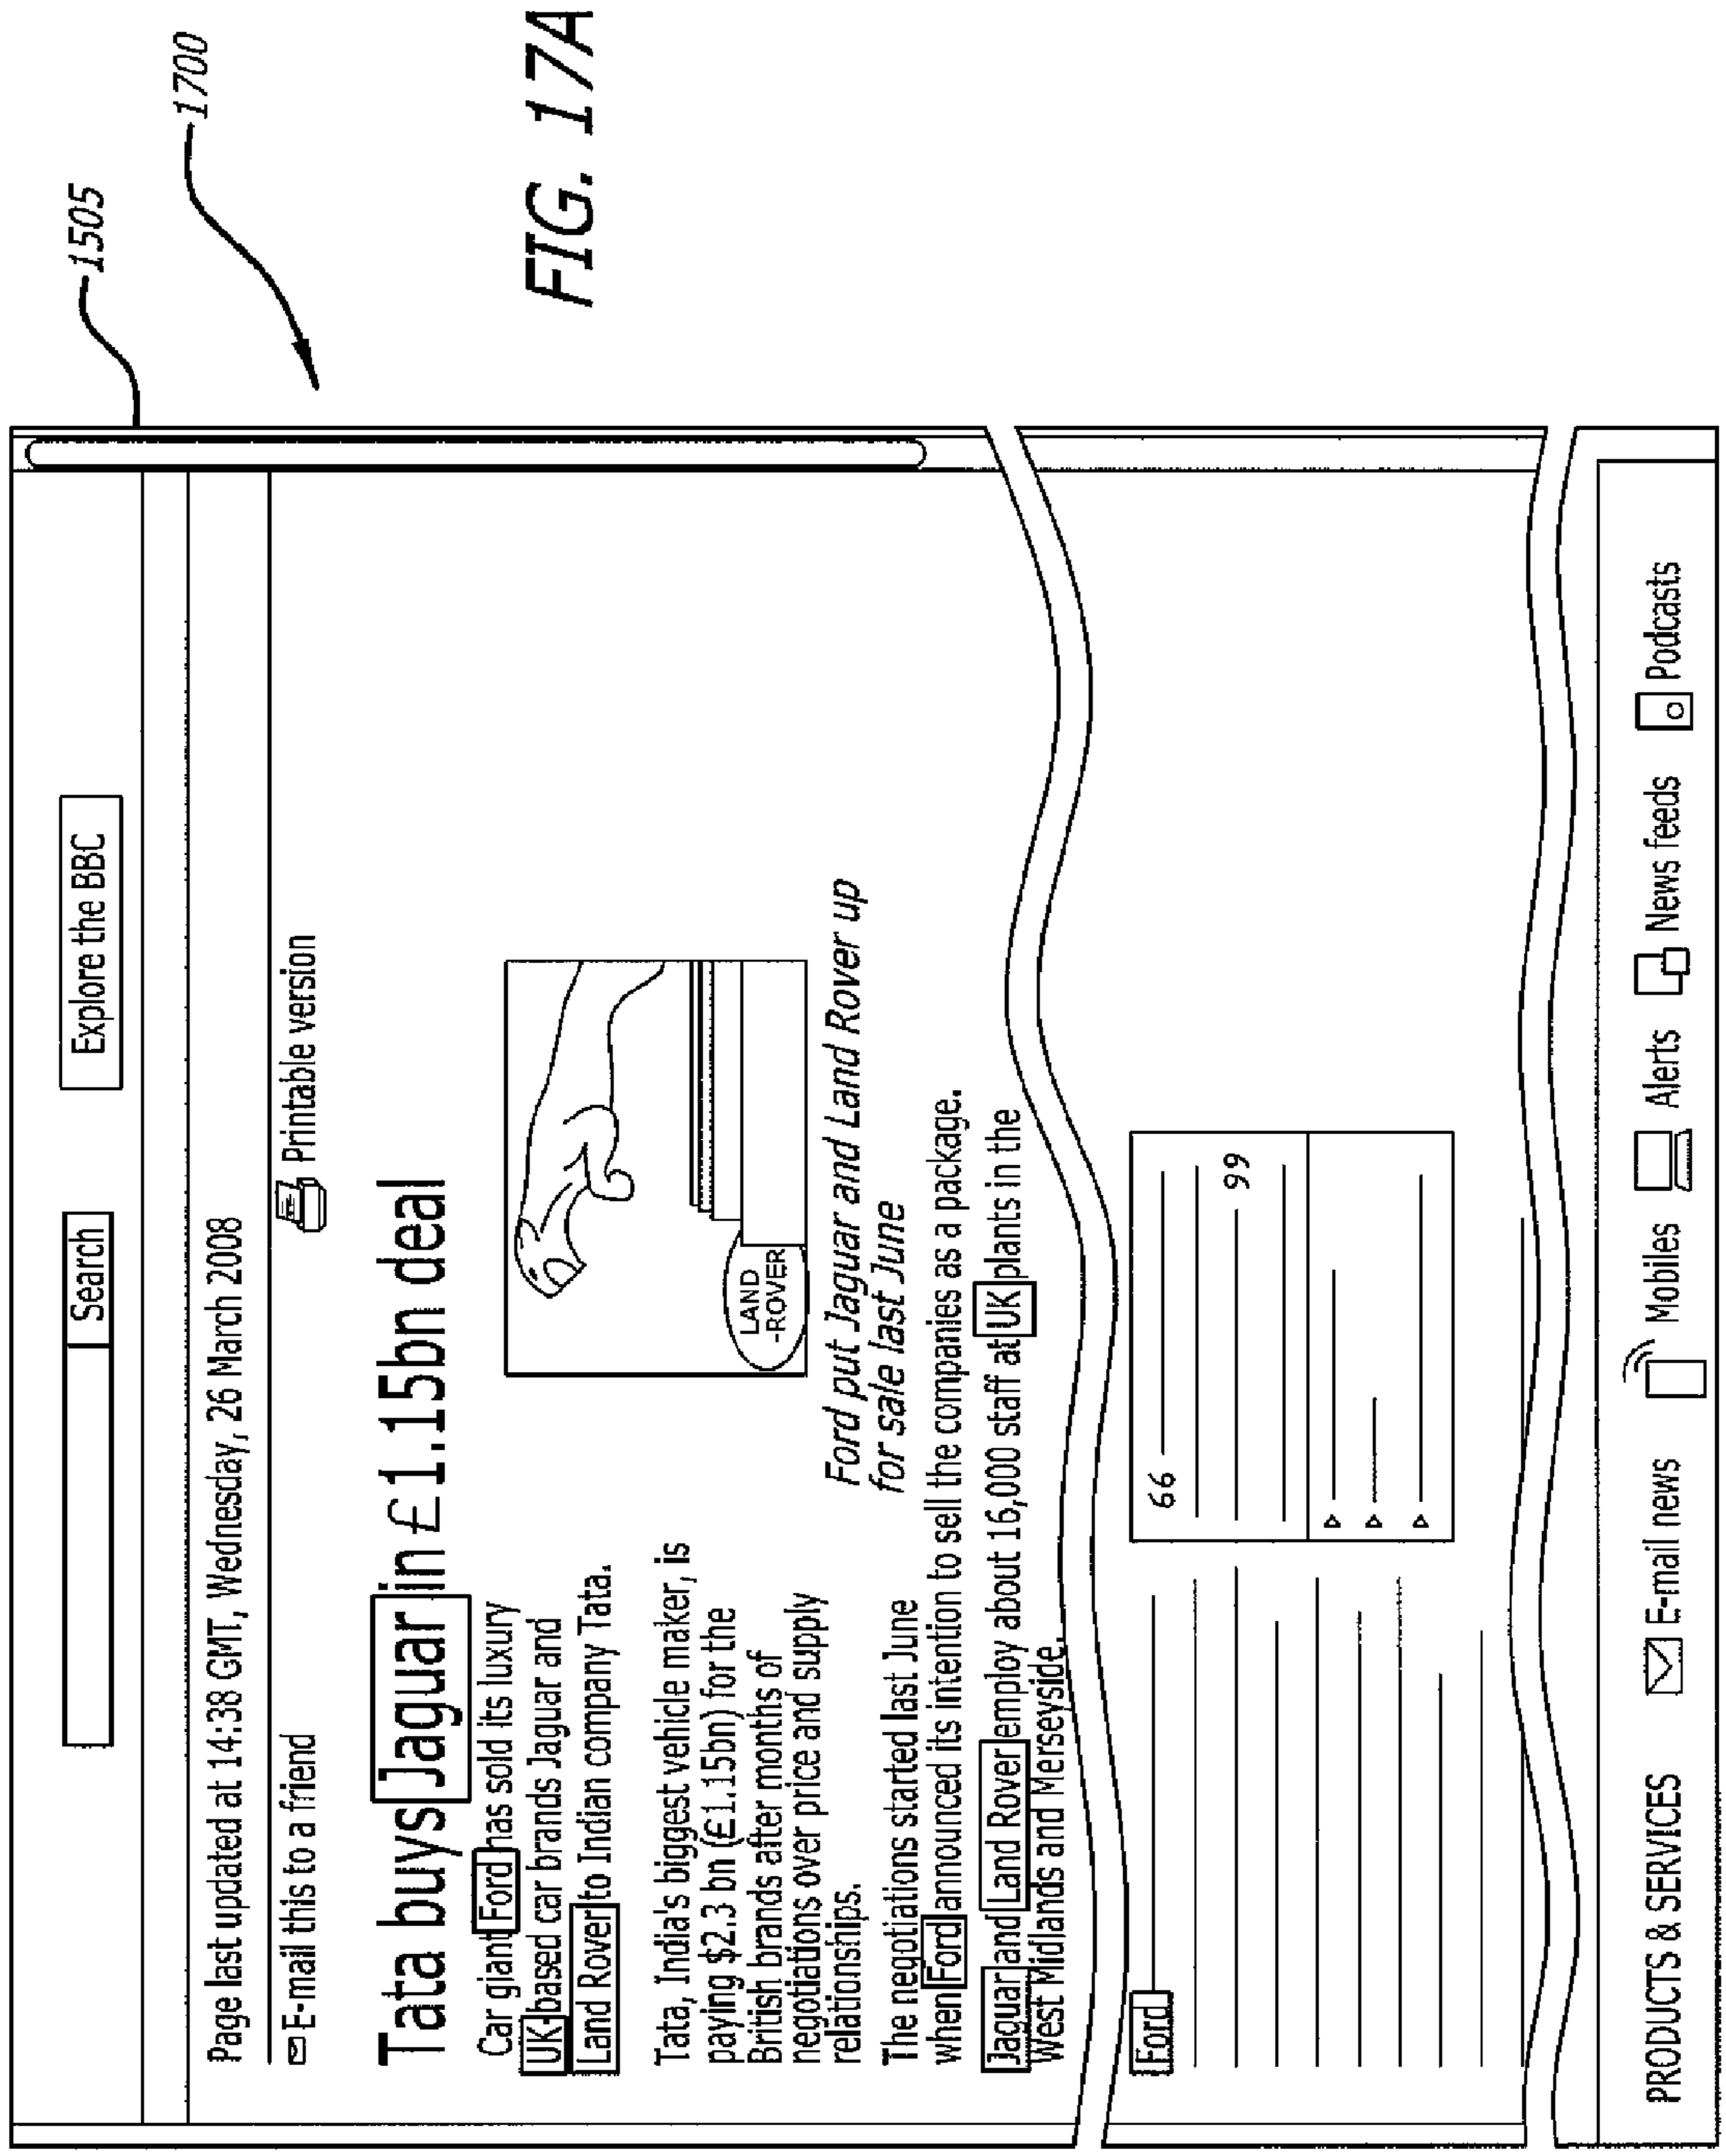 1505
1700
FIG. 17A
Search
Explore the BBC
Page last updated at 14:38 GMT, Wednesday, 26 March 2008
E-mail this to a friend
Printable version
Tata buys Jaguar in £1.15bn deal
Car giant Ford has sold its luxury
UK-based car brands Jaguar and
Land Rover to Indian company Tata.
LAND
-ROVER
Ford put Jaguar and Land Rover up
for sale last June
Tata, India's biggest vehicle maker, is
paying $2.3 bn (£1.15bn) for the
British brands after months of
negotiations over price and supply
relationships.
The negotiations started last June
when Ford announced its intention to sell the companies as a package.
Jaguar and Land Rover employ about 16,000 staff at UK plants in the
West Midlands and Merseyside.
Ford
66
99
PRODUCTS & SERVICES
E-mail news
Mobiles
Alerts
News feeds
Podcasts